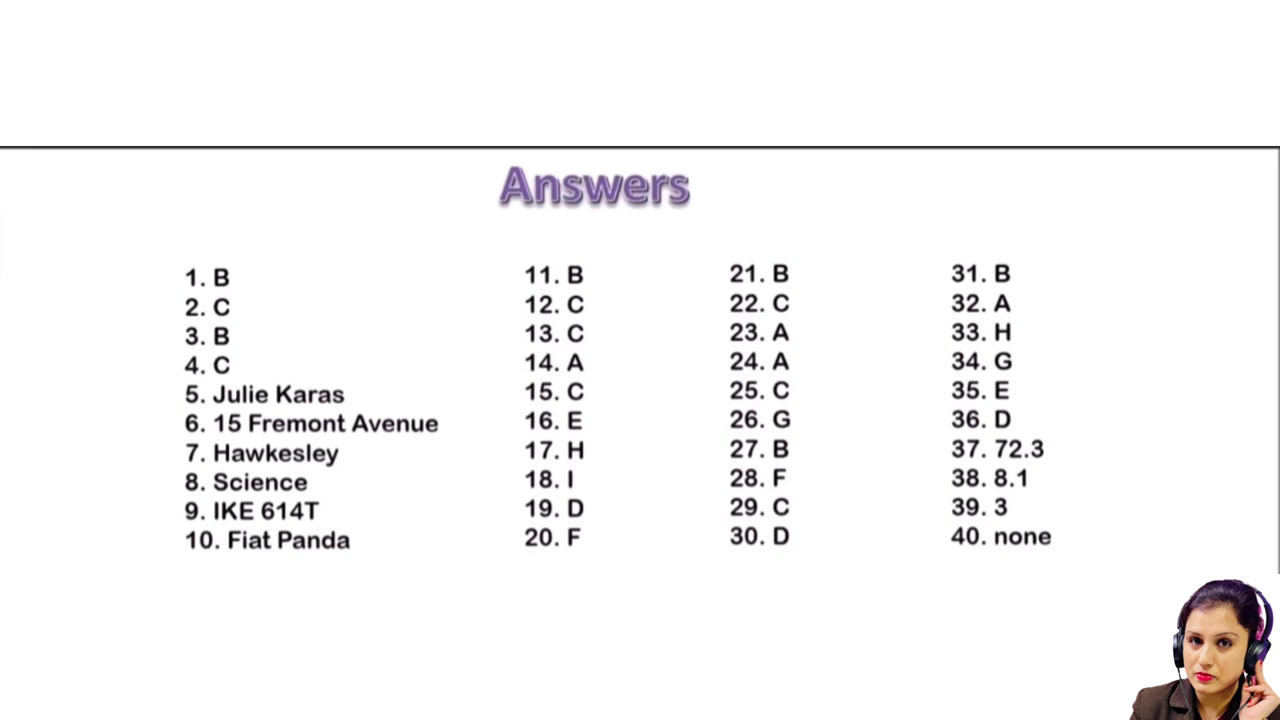 Answers
1. B
2. C
3. B
4. C
5. Julie Karas
6. 15 Fremont Avenue
7. Hawkesley
8. Science
9. IKE 614T
10. Fiat Panda
11. B
12. C
13. C
14. A
15. C
16. E
17. H
18. I
19. D
20. F
21. B
22. C
23. A
24. A
25. C
26. G
27. B
28. F
29. C
30. D
31. B
32. A
33. H
34. G
35. E
36. D
37. 72.3
38. 8.1
39. 3
40. none